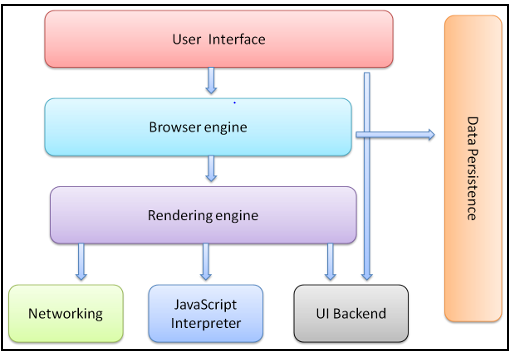 User Interface
Browser engine
Data Persistence
Rendering engine
Networking
JavaScript
Interpreter
UI Backend